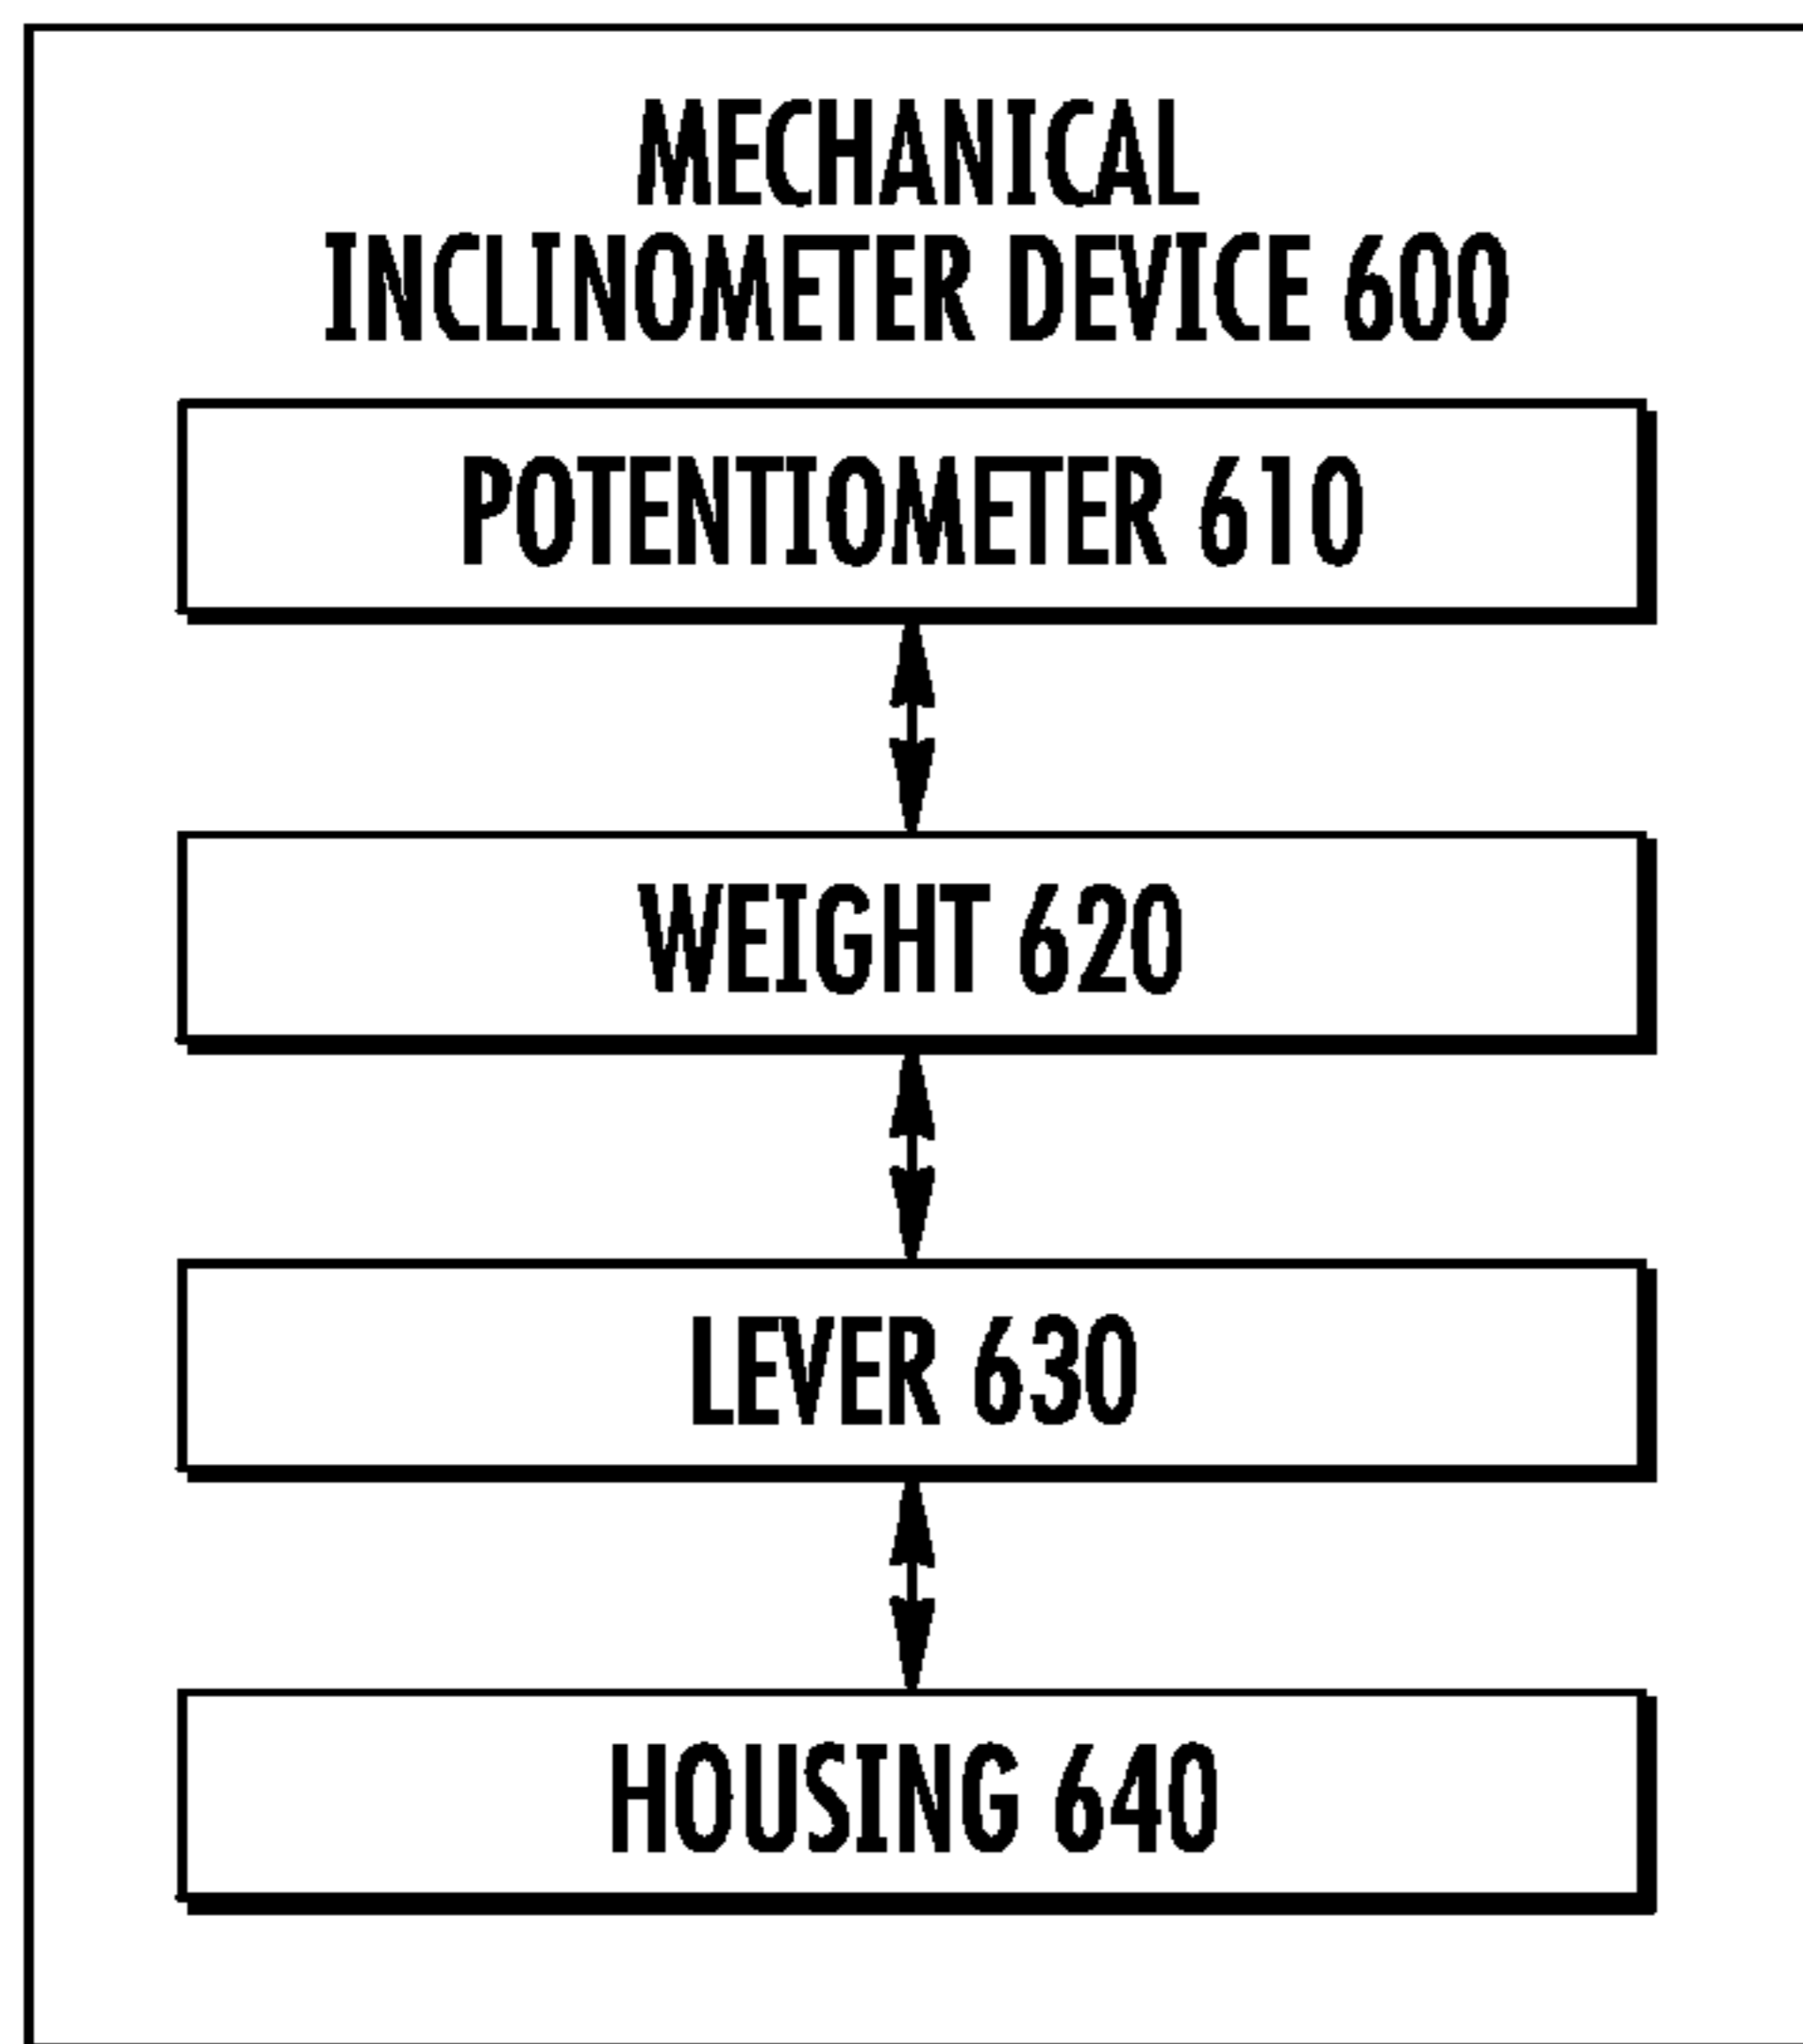 MECHANICAL
INCLINOMETER DEVICE 600
POTENTIOMETER 610
WEIGHT 620
LEVER 630
HOUSING 640